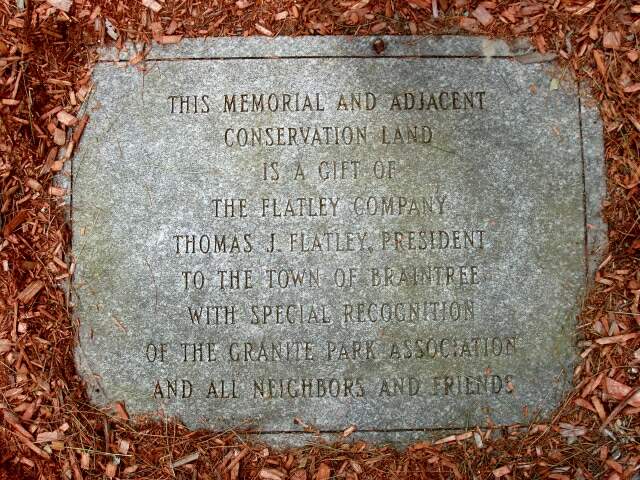 THIS MEMORIAL AND ADJACENT
CONSERVATION LAND
IS A GIFT OF
THE FLATLEY COMPANY
THOMAS J. FLATLEY, PRESIDENT
TO THE TOWN OF BRAINTREE
WITH SPECIAL RECOGNITION
OF THE GRANITE PARK ASSOCIATION
AND ALL NEIGHBORS AND FRIENDS